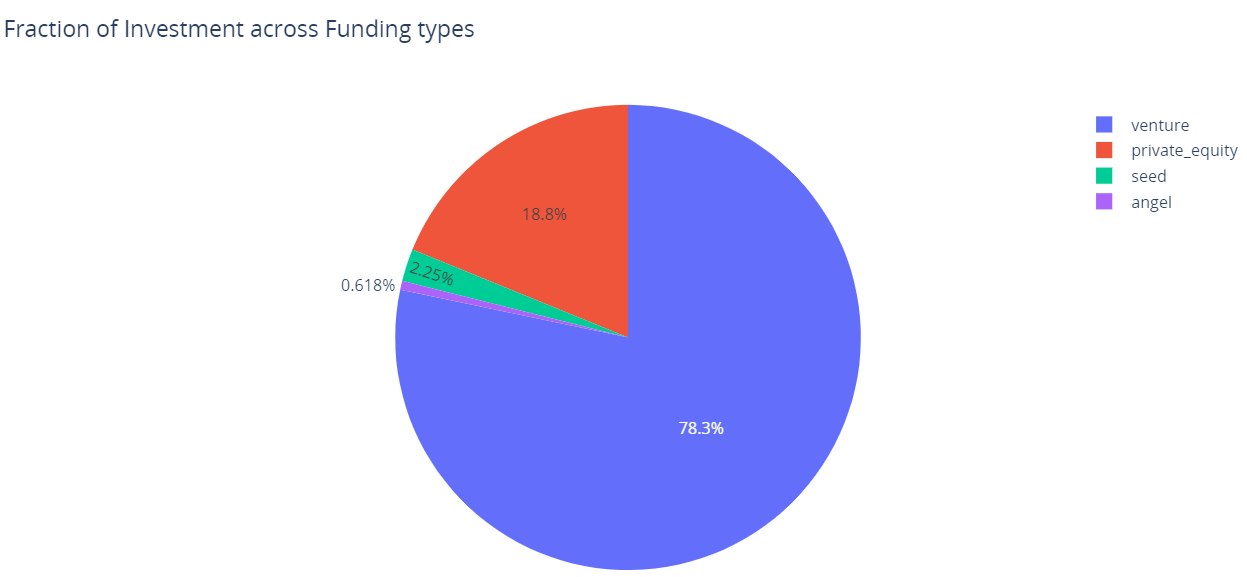 Fraction of Investment across Funding types
venture
private_equity
seed
angel
18.8%
2.25%
0.618%
78.3%